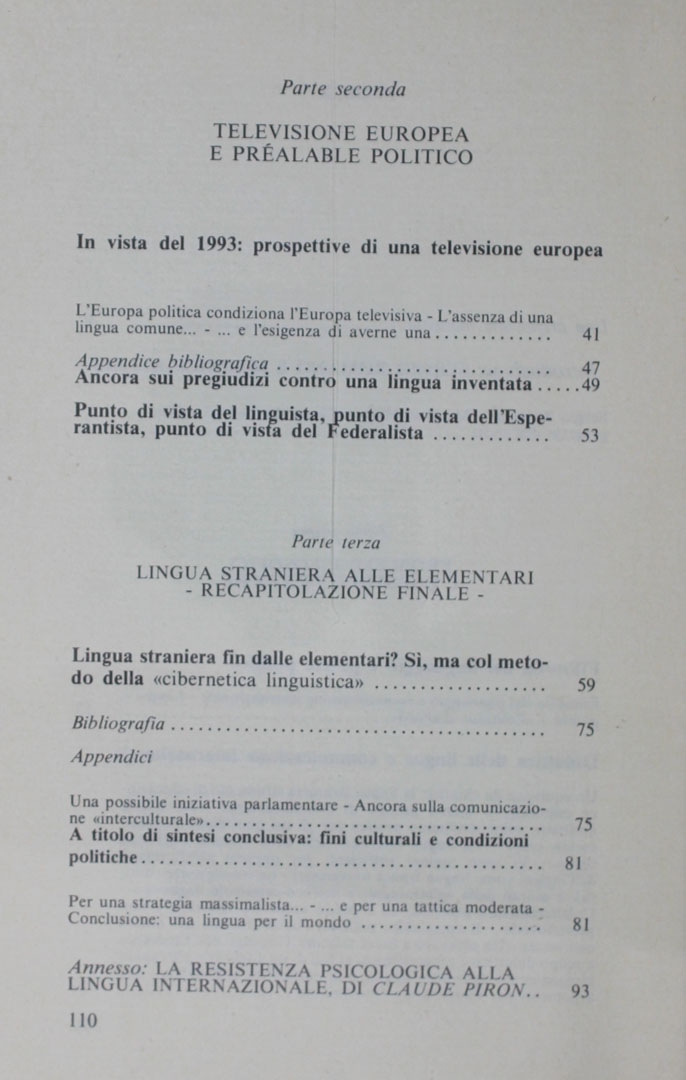 Parte seconda
TELEVISIONE EUROPEA
E PRÉALABLE POLITICO
In vista del 1993: prospettive di una televisione europea
L'Europa politica condiziona l'Europa televisiva - L'assenza di una
lingua comune... - ... e l'esigenza di averne una ............. 41
Appendice bibliografica .............................. 47
Ancora sui pregiudizi contro una lingua inventata .....49
Punto di vista del linguista, punto di vista dell'Espe-
rantista, punto di vista del Federalista ............. 53
Parte terza
LINGUA STRANIERA ALLE ELEMENTARI
- RECAPITOLAZIONE FINALE -
Lingua straniera fin dalle elementari? Sì, ma col meto-
do della «cibernetica linguistica» ................... 59
Bibliografia ......................................... 75
Appendici
Una possibile iniziativa parlamentare - Ancora sulla comunicazio-
ne «interculturale»..................................... 75
A titolo di sintesi conclusiva: fini culturali e condizioni
politiche............................................ 81
Per una strategia massimalista... - ... e per una tattica moderata -
Conclusione: una lingua per il mondo .................... 81
Annesso: LA RESISTENZA PSICOLOGICA ALLA
LINGUA INTERNAZIONALE, DI CLAUDE PIRON.. 93
110